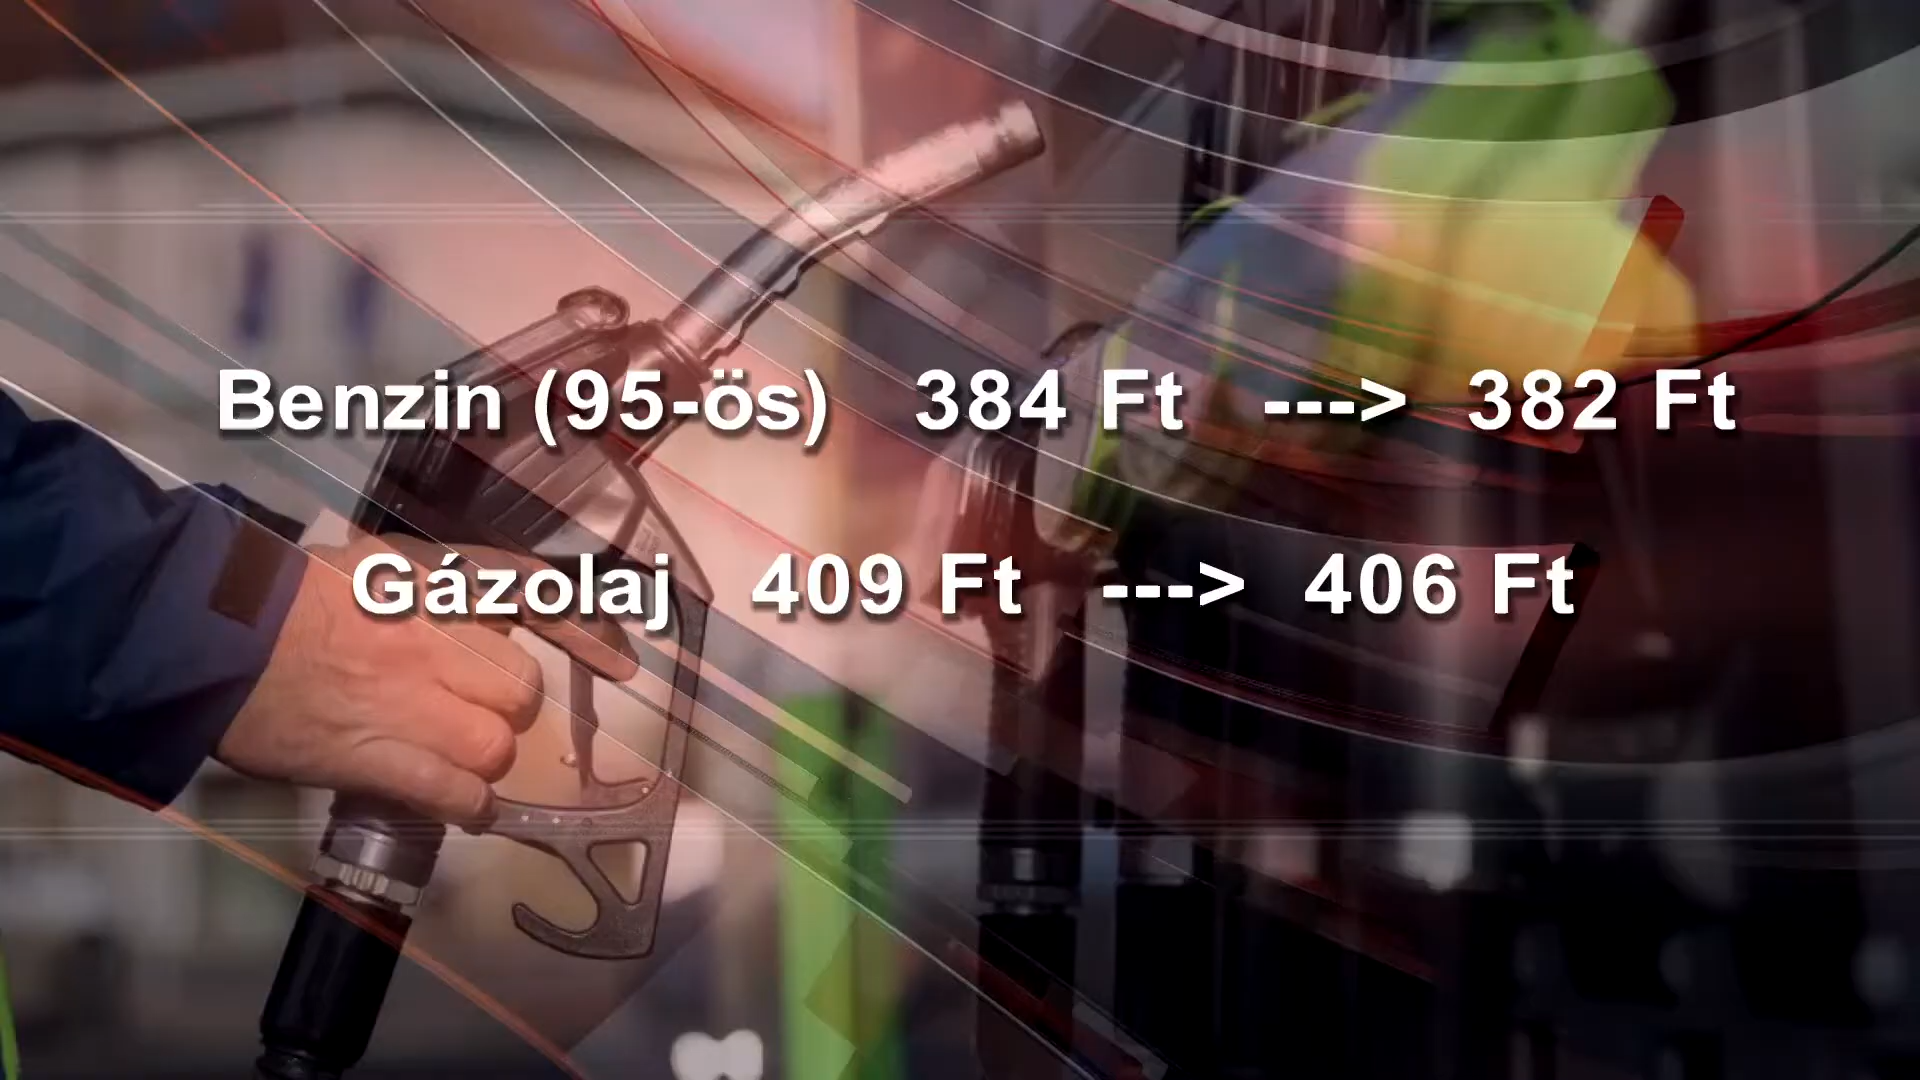 Benzin (95-ös) 384 Ft ---> 382 Ft
Gázolaj 409 Ft ---> 406 Ft